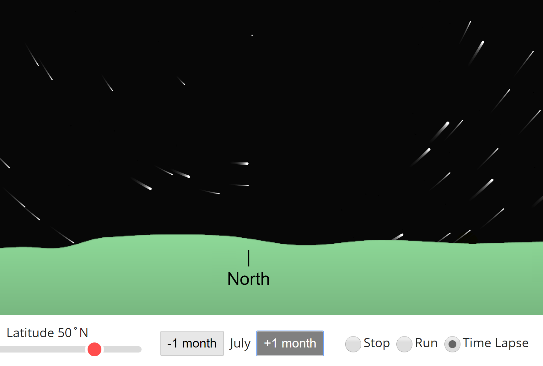 North
Latitude 50˚N
-1 month July +1 month Stop Run Time Lapse